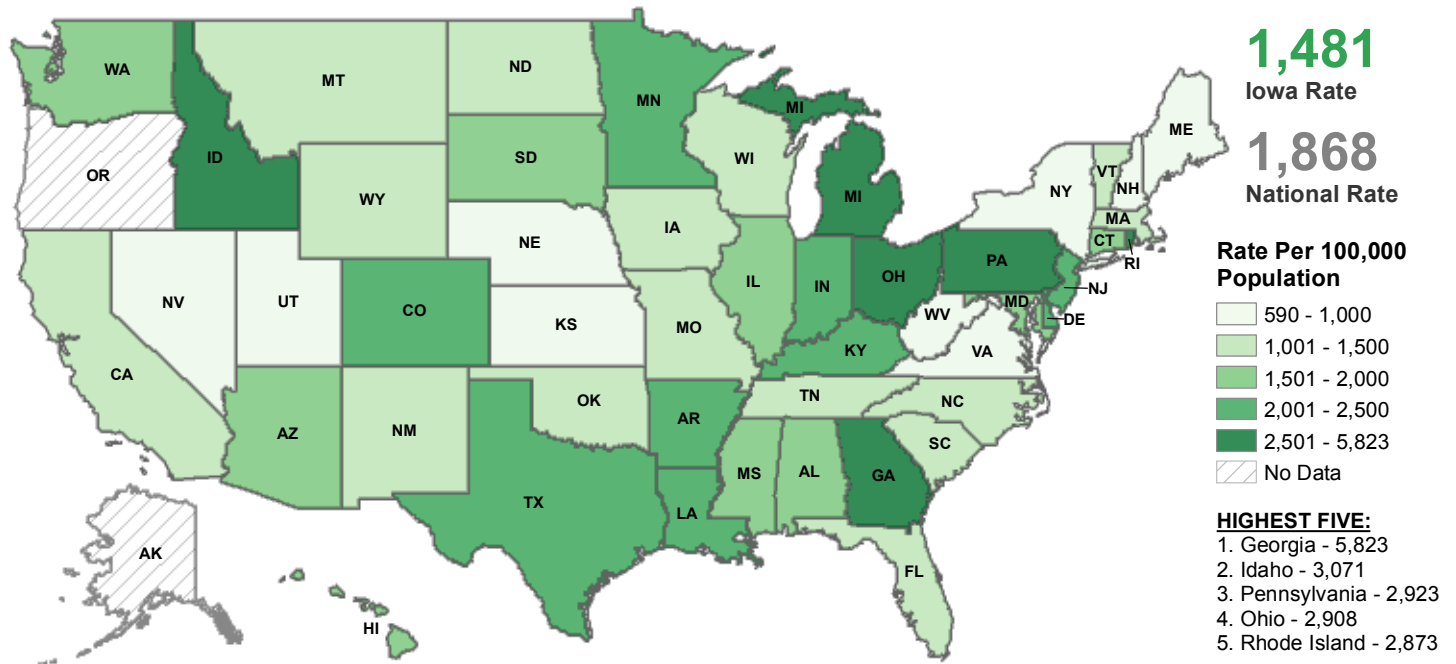 WA
MT
ND
MN
OR
ID
SD
WI
MI
MI
WY
IA
NE
NV
UT
CO
KS
MO
IL
IN
OH
PA
NY
VT
NH
ME
MA
CT
RI
NJ
MD
DE
WV
VA
KY
CA
AZ
NM
OK
AR
TN
NC
SC
TX
LA
MS
AL
GA
FL
AK
HI
1,481
Iowa Rate
1,868
National Rate
Rate Per 100,000
Population
590 - 1,000
1,001 - 1,500
1,501 - 2,000
2,001 - 2,500
2,501 - 5,823
No Data
HIGHEST FIVE:
1. Georgia - 5,823
2. Idaho - 3,071
3. Pennsylvania - 2,923
4. Ohio - 2,908
5. Rhode Island - 2,873